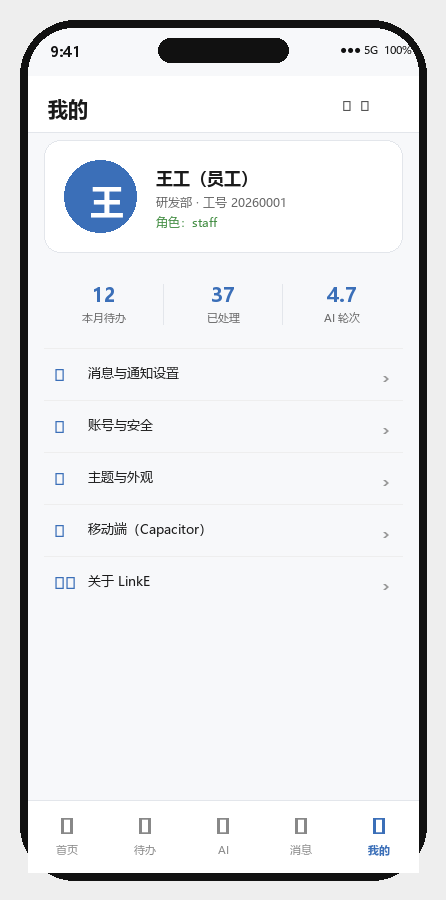 9:41
●●● 5G 100%
我的
王
王工（员工）
研发部 · 工号 20260001
角色：staff
12
37
4.7
本月待办
已处理
AI 轮次
消息与通知设置
账号与安全
主题与外观
移动端（Capacitor）
关于 LinkE
首页
待办
AI
消息
我的